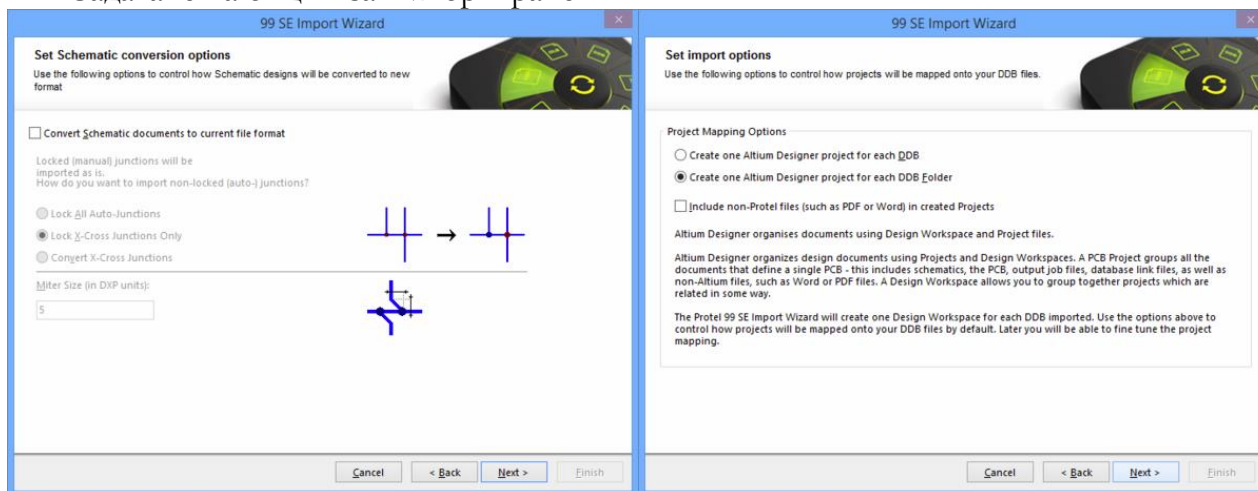 99 SE Import Wizard
Set Schematic conversion options
Use the following options to control how Schematic designs will be converted to new
format
Convert Schematic documents to current file format
Locked (manual) junctions will be
imported as is.
How do you want to import non-locked (auto-) junctions?
Lock All Auto-Junctions
Lock X-Cross Junctions Only
Convert X-Cross Junctions
Miter Size (in DXP units):
5
Cancel
< Back
Next >
Finish
99 SE Import Wizard
Set import options
Use the following options to control how projects will be mapped onto your DDB files.
Project Mapping Options
Create one Altium Designer project for each DDB
Create one Altium Designer project for each DDB Folder
Include non-Protel files (such as PDF or Word) in created Projects
Altium Designer organises documents using Design Workspace and Project files.
Altium Designer organizes design documents using Projects and Design Workspaces. A PCB Project groups all the
documents that define a single PCB - this includes schematics, the PCB, output job files, database link files, as well as
non-Altium files, such as Word or PDF files. A Design Workspace allows you to group together projects which are
related in some way.
The Protel 99 SE Import Wizard will create one Design Workspace for each DDB imported. Use the options above to
control how projects will be mapped onto your DDB files by default. Later you will be able to fine tune the project
mapping.
Cancel
< Back
Next >
Finish